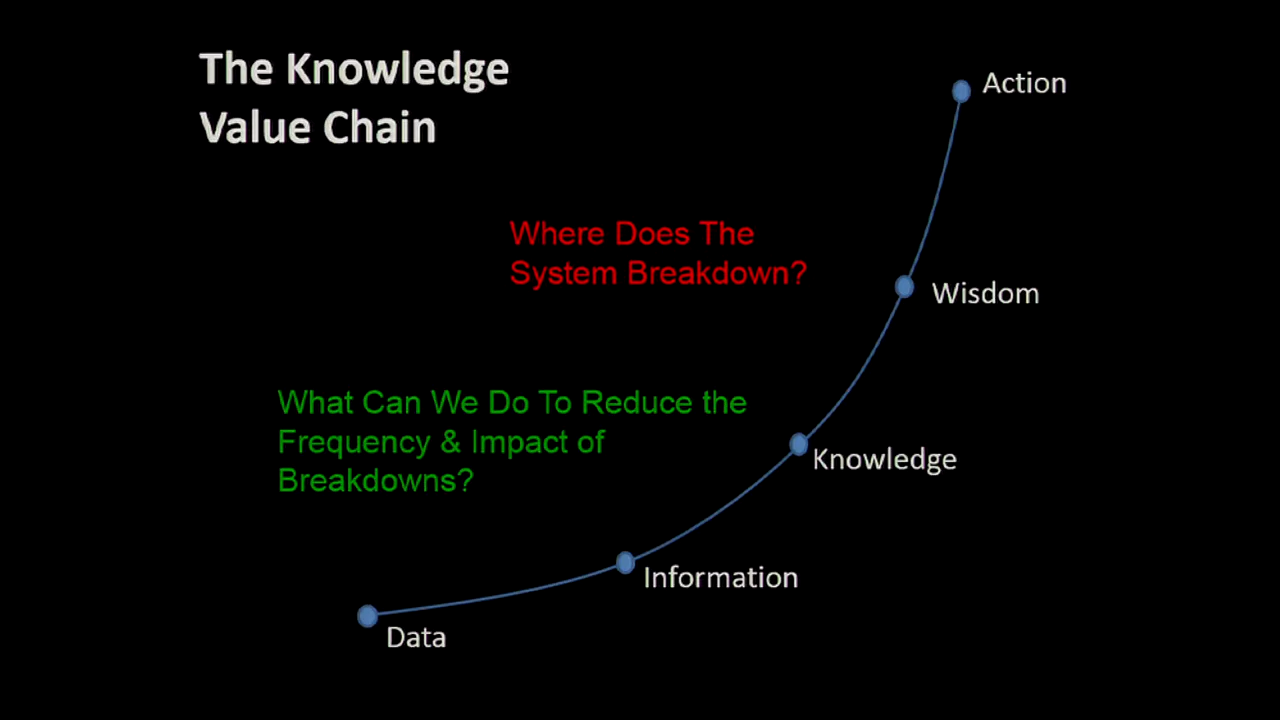 The Knowledge
Value Chain
Action
Where Does The
System Breakdown?
Wisdom
What Can We Do To Reduce the
Frequency & Impact of
Breakdowns?
Knowledge
Information
Data